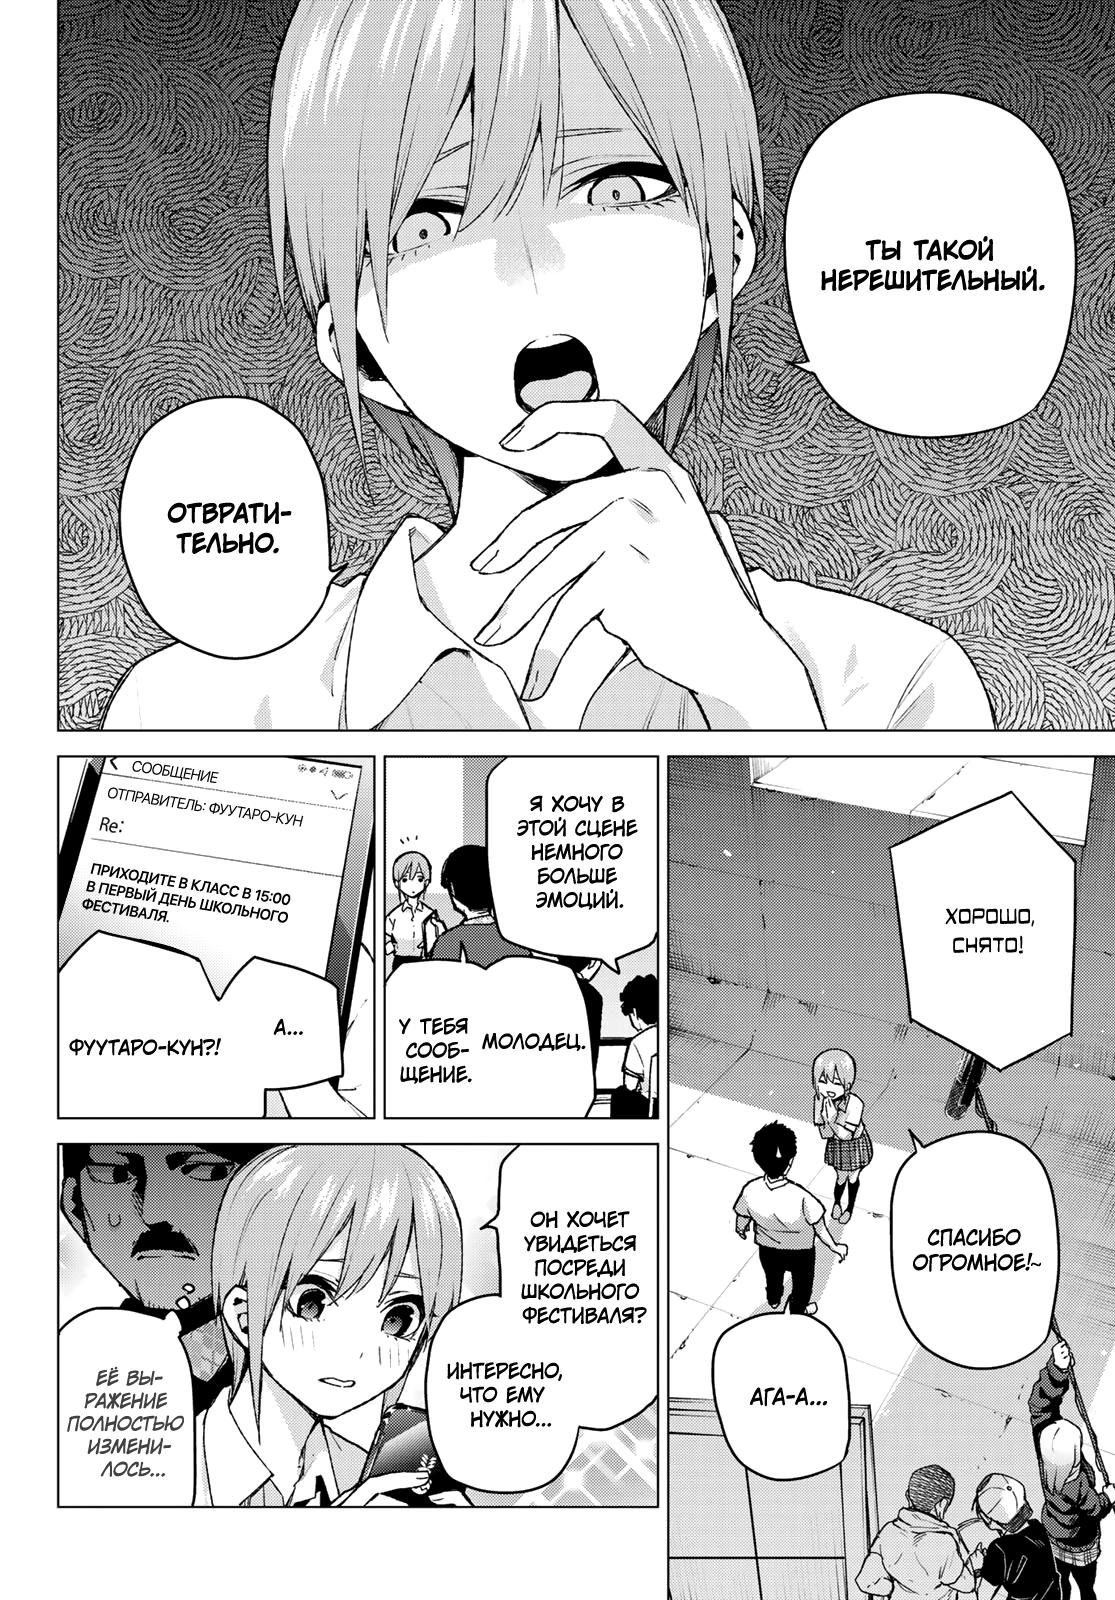 ТЫ ТАКОЙ
НЕРЕШИТЕЛЬНЫЙ.
ОТВРАТИ-
ТЕЛЬНО.
ХОРОШО,
СНЯТО!
СПАСИБО
ОГРОМНОЕ!~
АГА-А...
Я ХОЧУ В
ЭТОЙ СЦЕНЕ
НЕМНОГО
БОЛЬШЕ
ЭМОЦИЙ.
МОЛОДЕЦ.
У ТЕБЯ
СООБ-
ЩЕНИЕ.
СООБЩЕНИЕ
ОТПРАВИТЕЛЬ: ФУУТАРО-КУН
Re:
ПРИХОДИТЕ В КЛАСС В 15:00
В ПЕРВЫЙ ДЕНЬ ШКОЛЬНОГО
ФЕСТИВАЛЯ.
А...
ФУУТАРО-КУН?!
ОН ХОЧЕТ
УВИДЕТЬСЯ
ПОСРЕДИ
ШКОЛЬНОГО
ФЕСТИВАЛЯ?
ИНТЕРЕСНО,
ЧТО ЕМУ
НУЖНО...
ЕЁ ВЫ-
РАЖЕНИЕ
ПОЛНОСТЬЮ
ИЗМЕНИ-
ЛОСЬ...